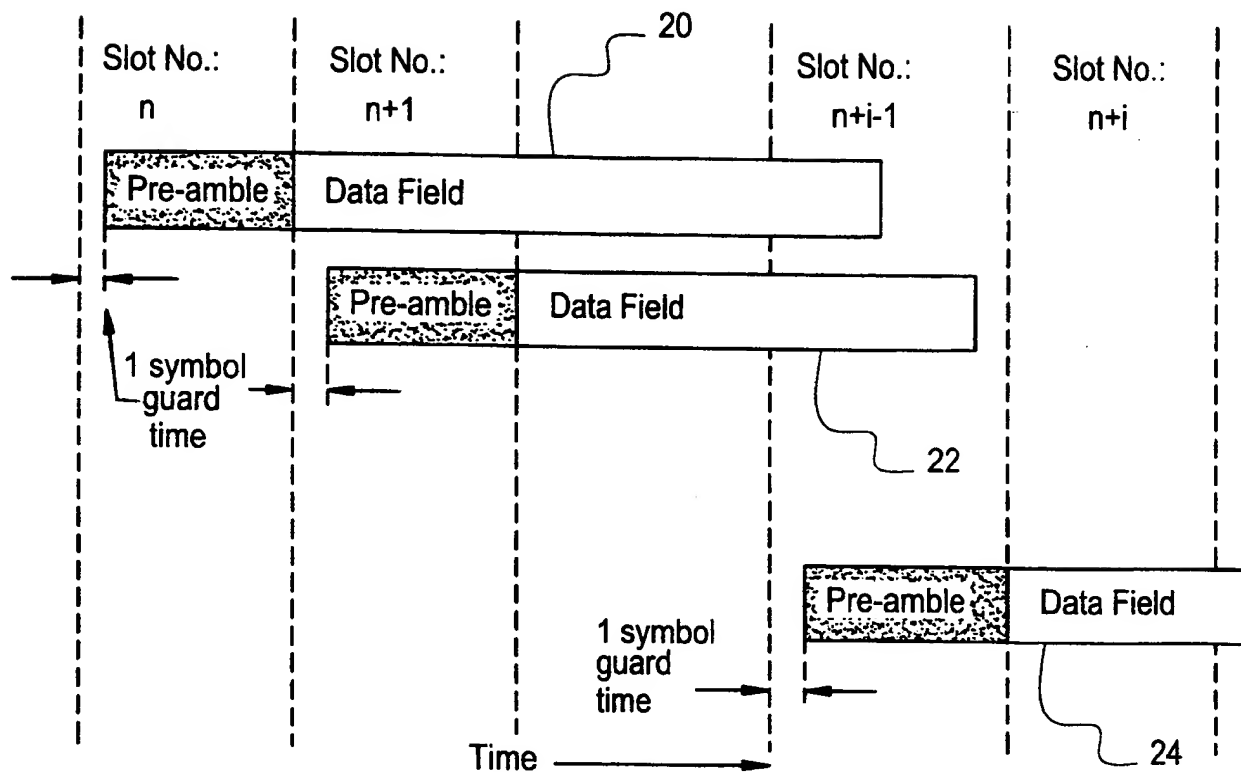 20
Slot No.:
n
Slot No.:
n+1
Slot No.:
n+i-1
Slot No.:
n+i
Pre-amble
Data Field
Pre-amble
Data Field
1 symbol
guard
time
22
Pre-amble
Data Field
1 symbol
guard
time
Time
24